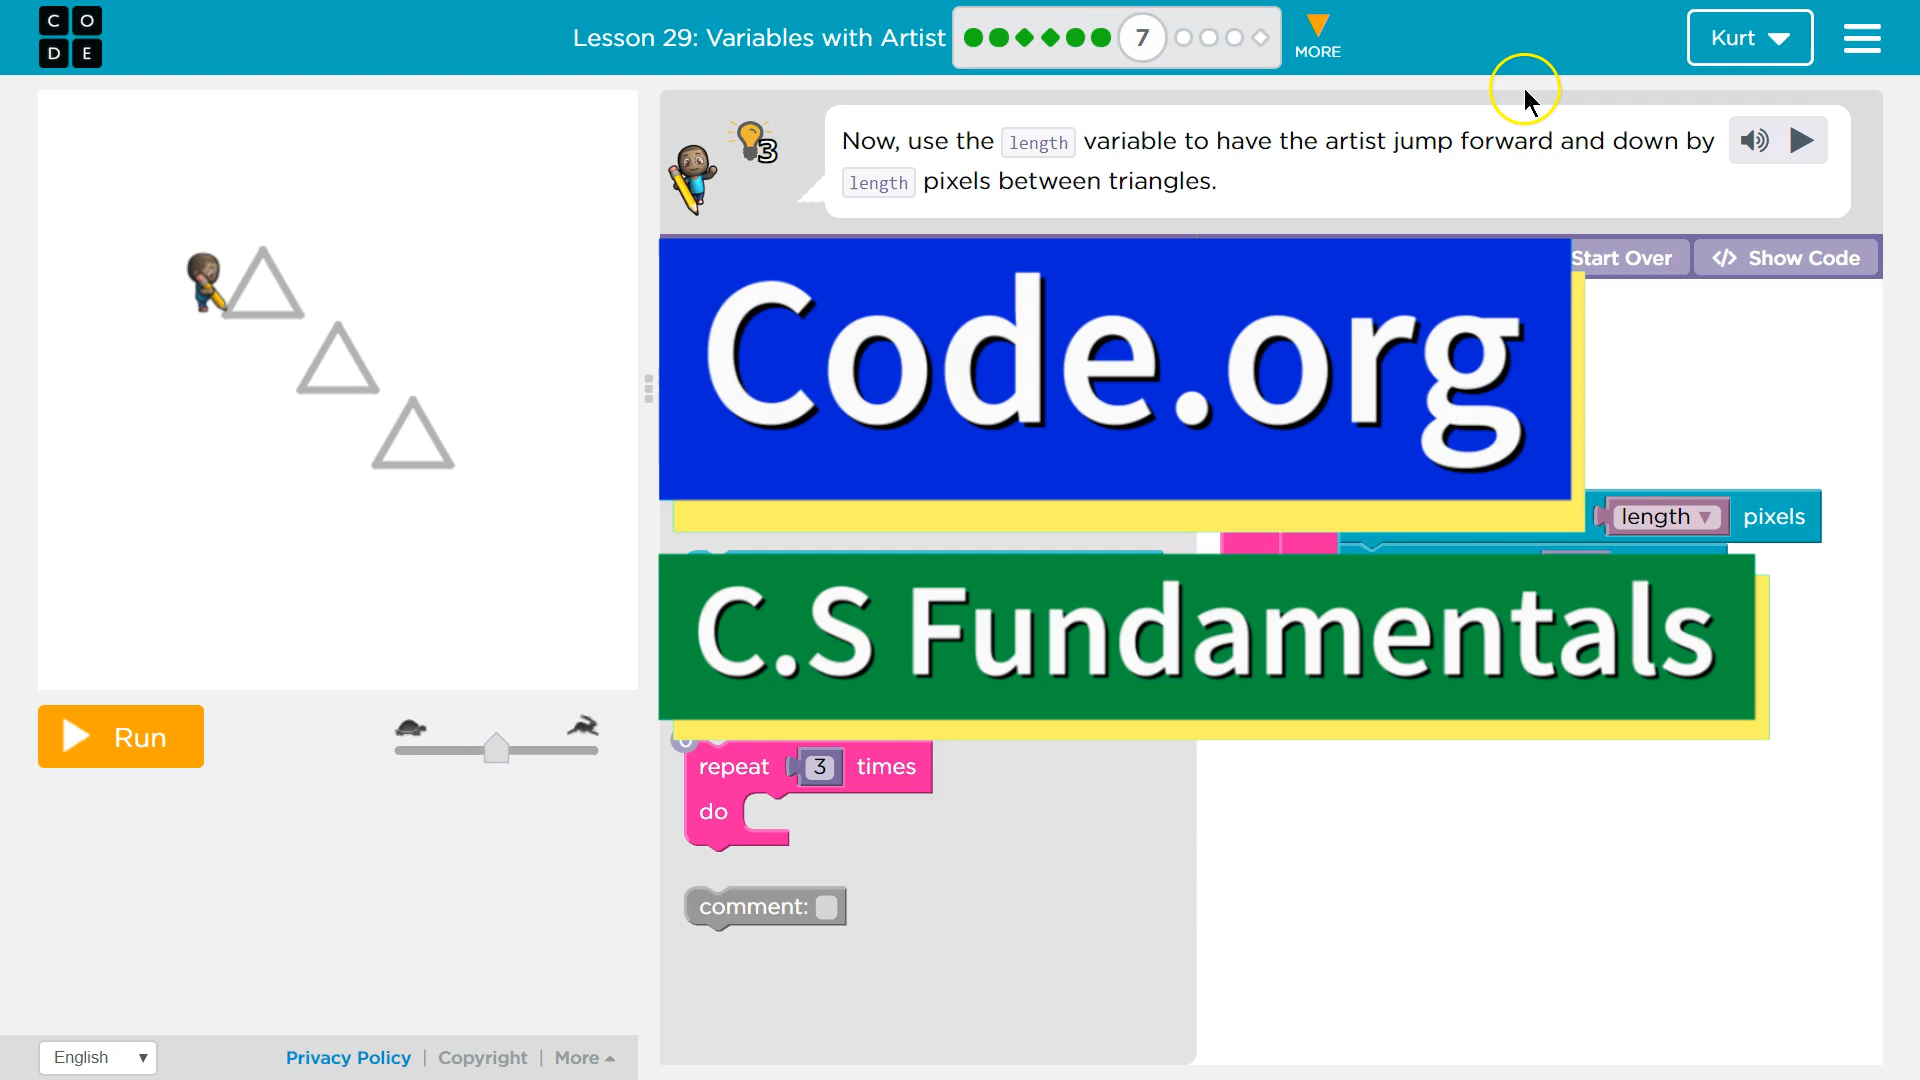 C O
D E
Lesson 29: Variables with Artist
7
MORE
Kurt
3
Now, use the length variable to have the artist jump forward and down by
length pixels between triangles.
Start Over
Show Code
Code.org
length
pixels
C.S Fundamentals
Run
repeat 3 times
do
comment:
English
Privacy Policy | Copyright | More